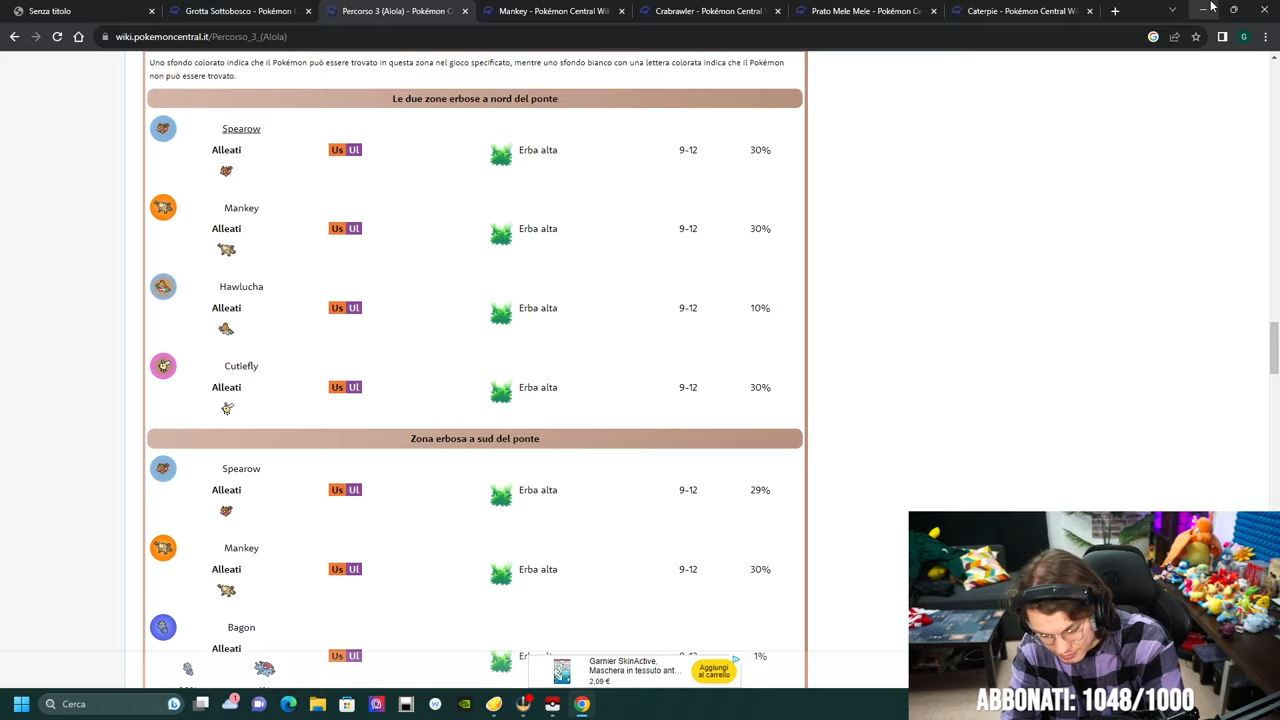 Senza titolo
Grotta Sottobosco - Pokémon C
Percorso 3 (Alola) - Pokémon Ce
Mankey - Pokémon Central Wik
Crabrawler - Pokémon Central
Prato Mele Mele - Pokémon Ce
Caterpie - Pokémon Central Wi
wiki.pokemoncentral.it/Percorso_3_(Alola)
Uno sfondo colorato indica che il Pokémon può essere trovato in questa zona nel gioco specificato, mentre uno sfondo bianco con una lettera colorata indica che il Pokémon
non può essere trovato.
Le due zone erbose a nord del ponte
Spearow
Alleati Us Ul Erba alta 9-12 30%
Mankey
Alleati Us Ul Erba alta 9-12 30%
Hawlucha
Alleati Us Ul Erba alta 9-12 10%
Cutiefly
Alleati Us Ul Erba alta 9-12 30%
Zona erbosa a sud del ponte
Spearow
Alleati Us Ul Erba alta 9-12 29%
Mankey
Alleati Us Ul Erba alta 9-12 30%
Bagon
Alleati Us Ul 1%
Garnier SkinActive,
Maschera in tessuto ant...
2,09 €
Aggiungi
al carrello
ABBONATI: 1048/1000
Cerca